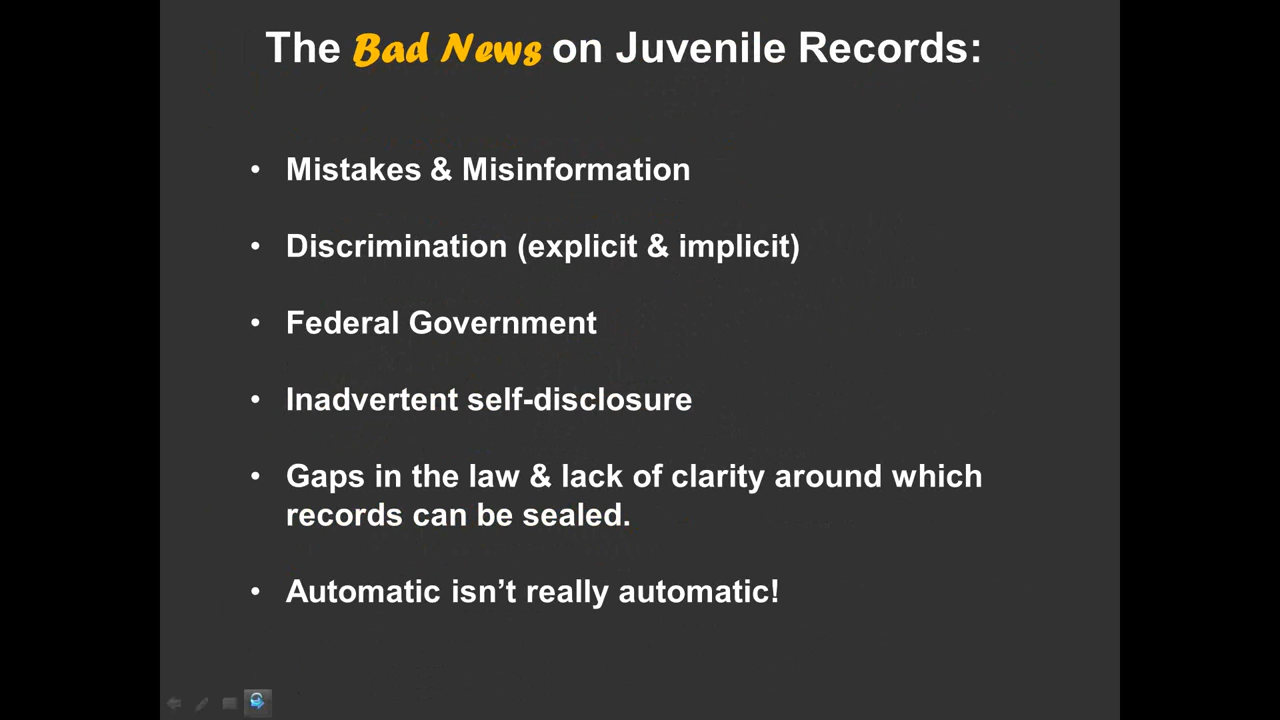 The Bad News on Juvenile Records:
• Mistakes & Misinformation
• Discrimination (explicit & implicit)
• Federal Government
• Inadvertent self-disclosure
• Gaps in the law & lack of clarity around which
records can be sealed.
• Automatic isn’t really automatic!